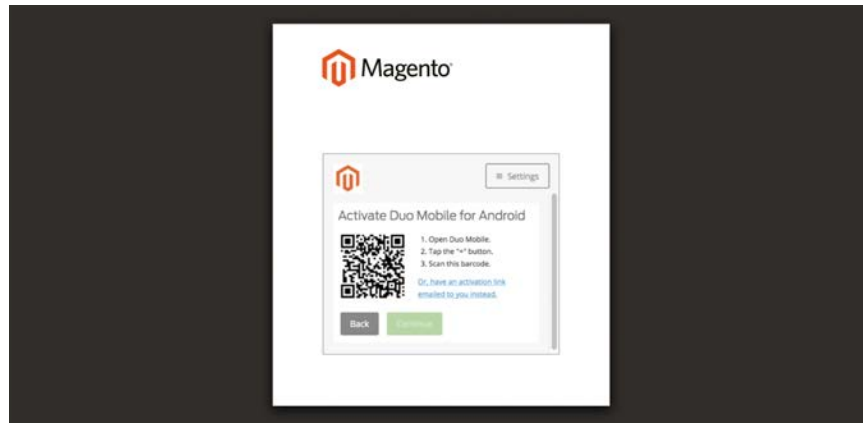 Magento
≡ Settings
Activate Duo Mobile for Android
1. Open Duo Mobile.
2. Tap the "+" button.
3. Scan this barcode.
Or, have an activation link
emailed to you instead.
Back
Continue